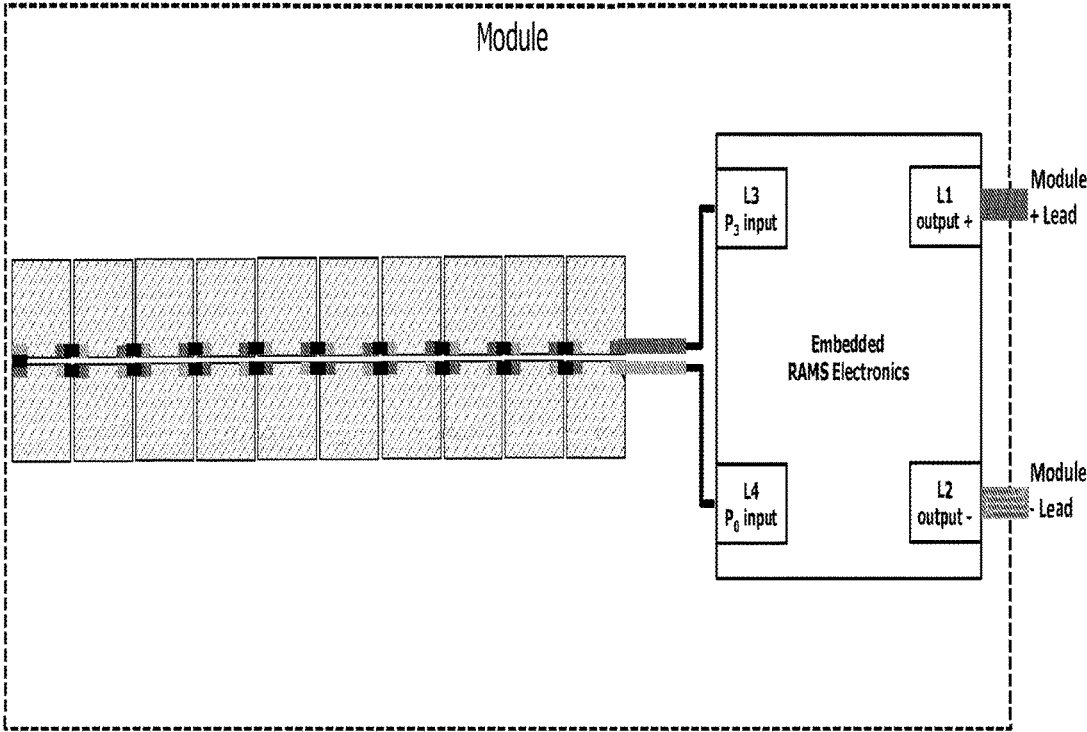 Module
L3
P3 input
L1
output +
Module
+ Lead
Embedded
RAMS Electronics
L4
P0 input
L2
output -
Module
- Lead